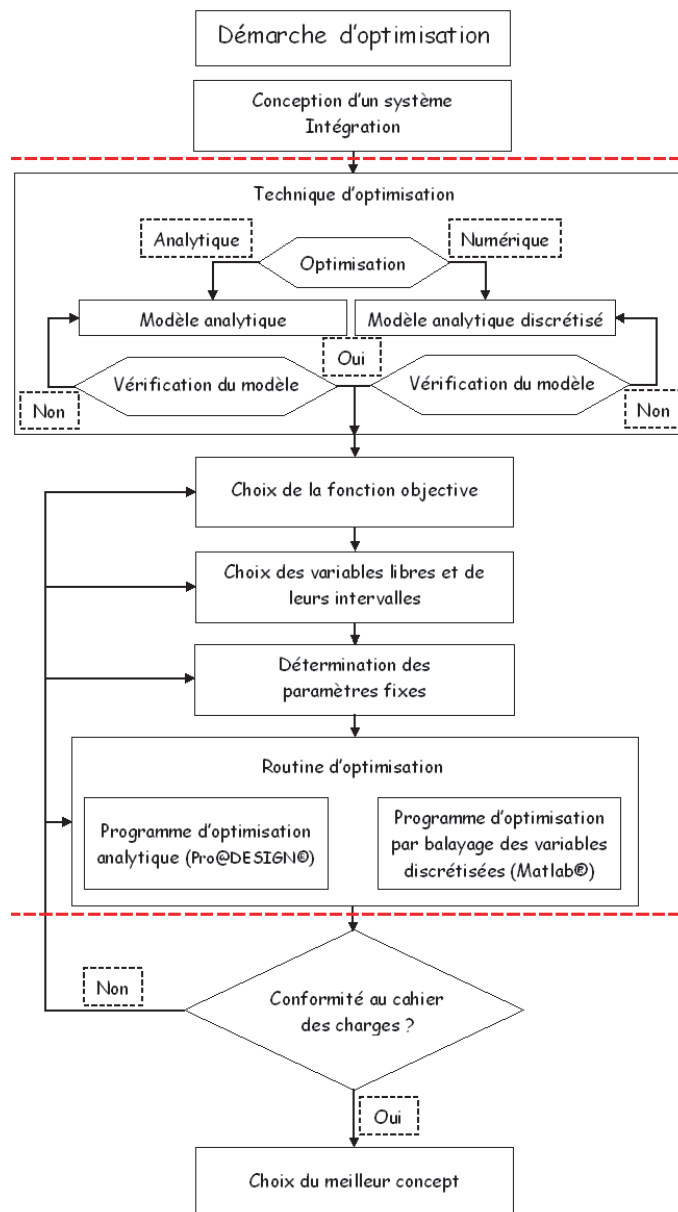 Démarche d'optimisation
Conception d'un système
Intégration
Technique d'optimisation
Analytique
Numérique
Optimisation
Modèle analytique
Modèle analytique discrétisé
Oui
Vérification du modèle
Vérification du modèle
Non
Non
Choix de la fonction objective
Choix des variables libres et de
leurs intervalles
Détermination des
paramètres fixes
Routine d'optimisation
Programme d'optimisation
analytique (Pro@DESIGN©)
Programme d'optimisation
par balayage des variables
discrétisées (Matlab®)
Non
Conformité au cahier
des charges ?
Oui
Choix du meilleur concept